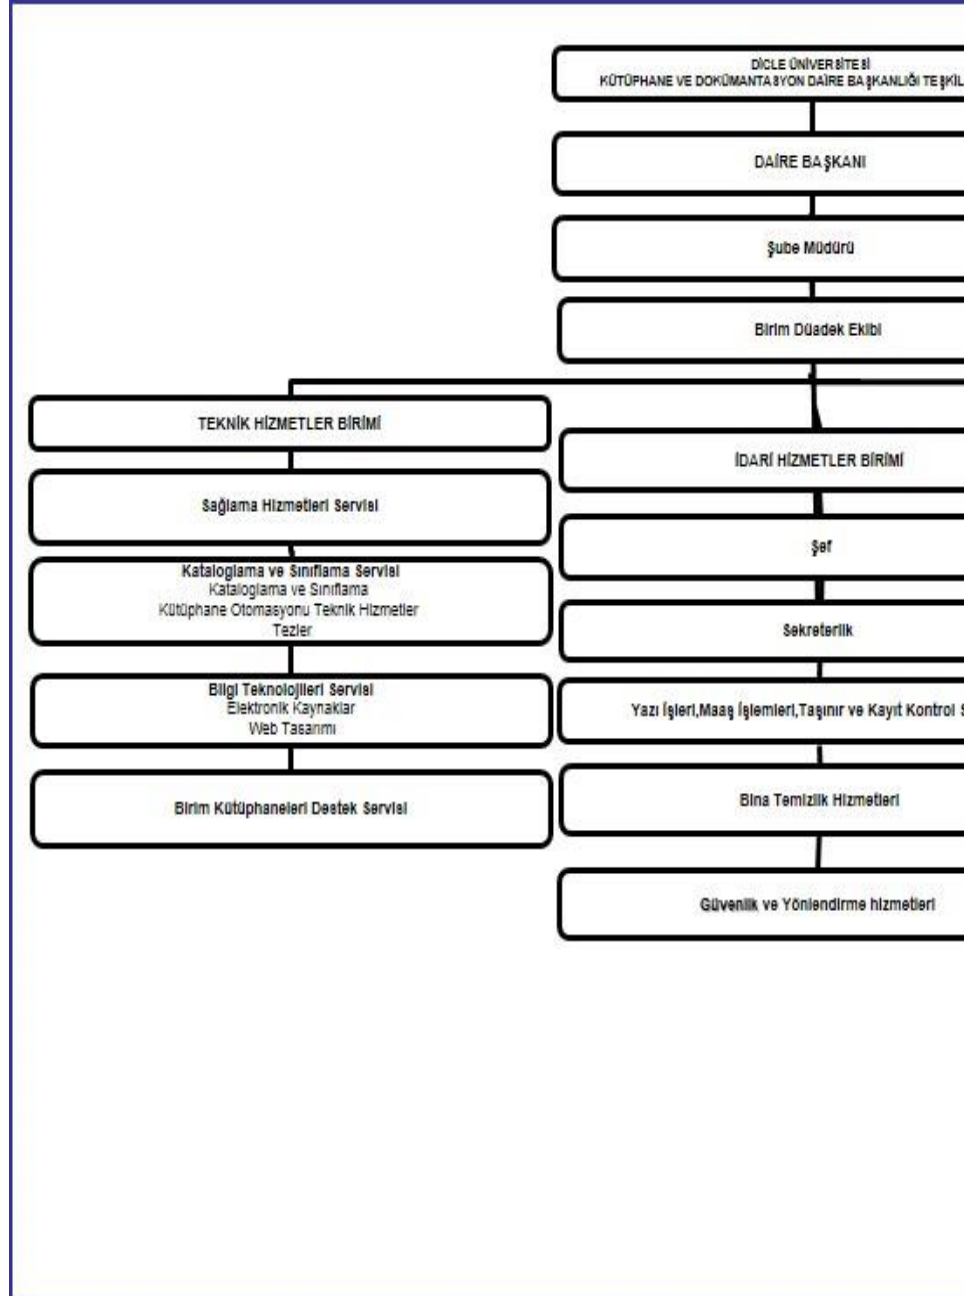 DİCLE ÜNİVERSİTESİ
KÜTÜPHANE VE DOKÜMANTASYON DAİRE BAŞKANLIĞI TEŞKİL
DAİRE BAŞKANI
Şube Müdürü
Birim Düadek Ekibi
TEKNİK HİZMETLER BİRİMİ
Sağlama Hizmetleri Servisi
Kataloglama ve Sınıflama Servisi
Kataloglama ve Sınıflama
Kütüphane Otomasyonu Teknik Hizmetler
Tezler
Bilgi Teknolojileri Servisi
Elektronik Kaynaklar
Web Tasarımı
Birim Kütüphaneleri Destek Servisi
İDARİ HİZMETLER BİRİMİ
Şef
Sekreterlik
Yazı İşleri,Maaş İşlemleri,Taşınır ve Kayıt Kontrol S
Bina Temizlik Hizmetleri
Güvenlik ve Yönlendirme hizmetleri